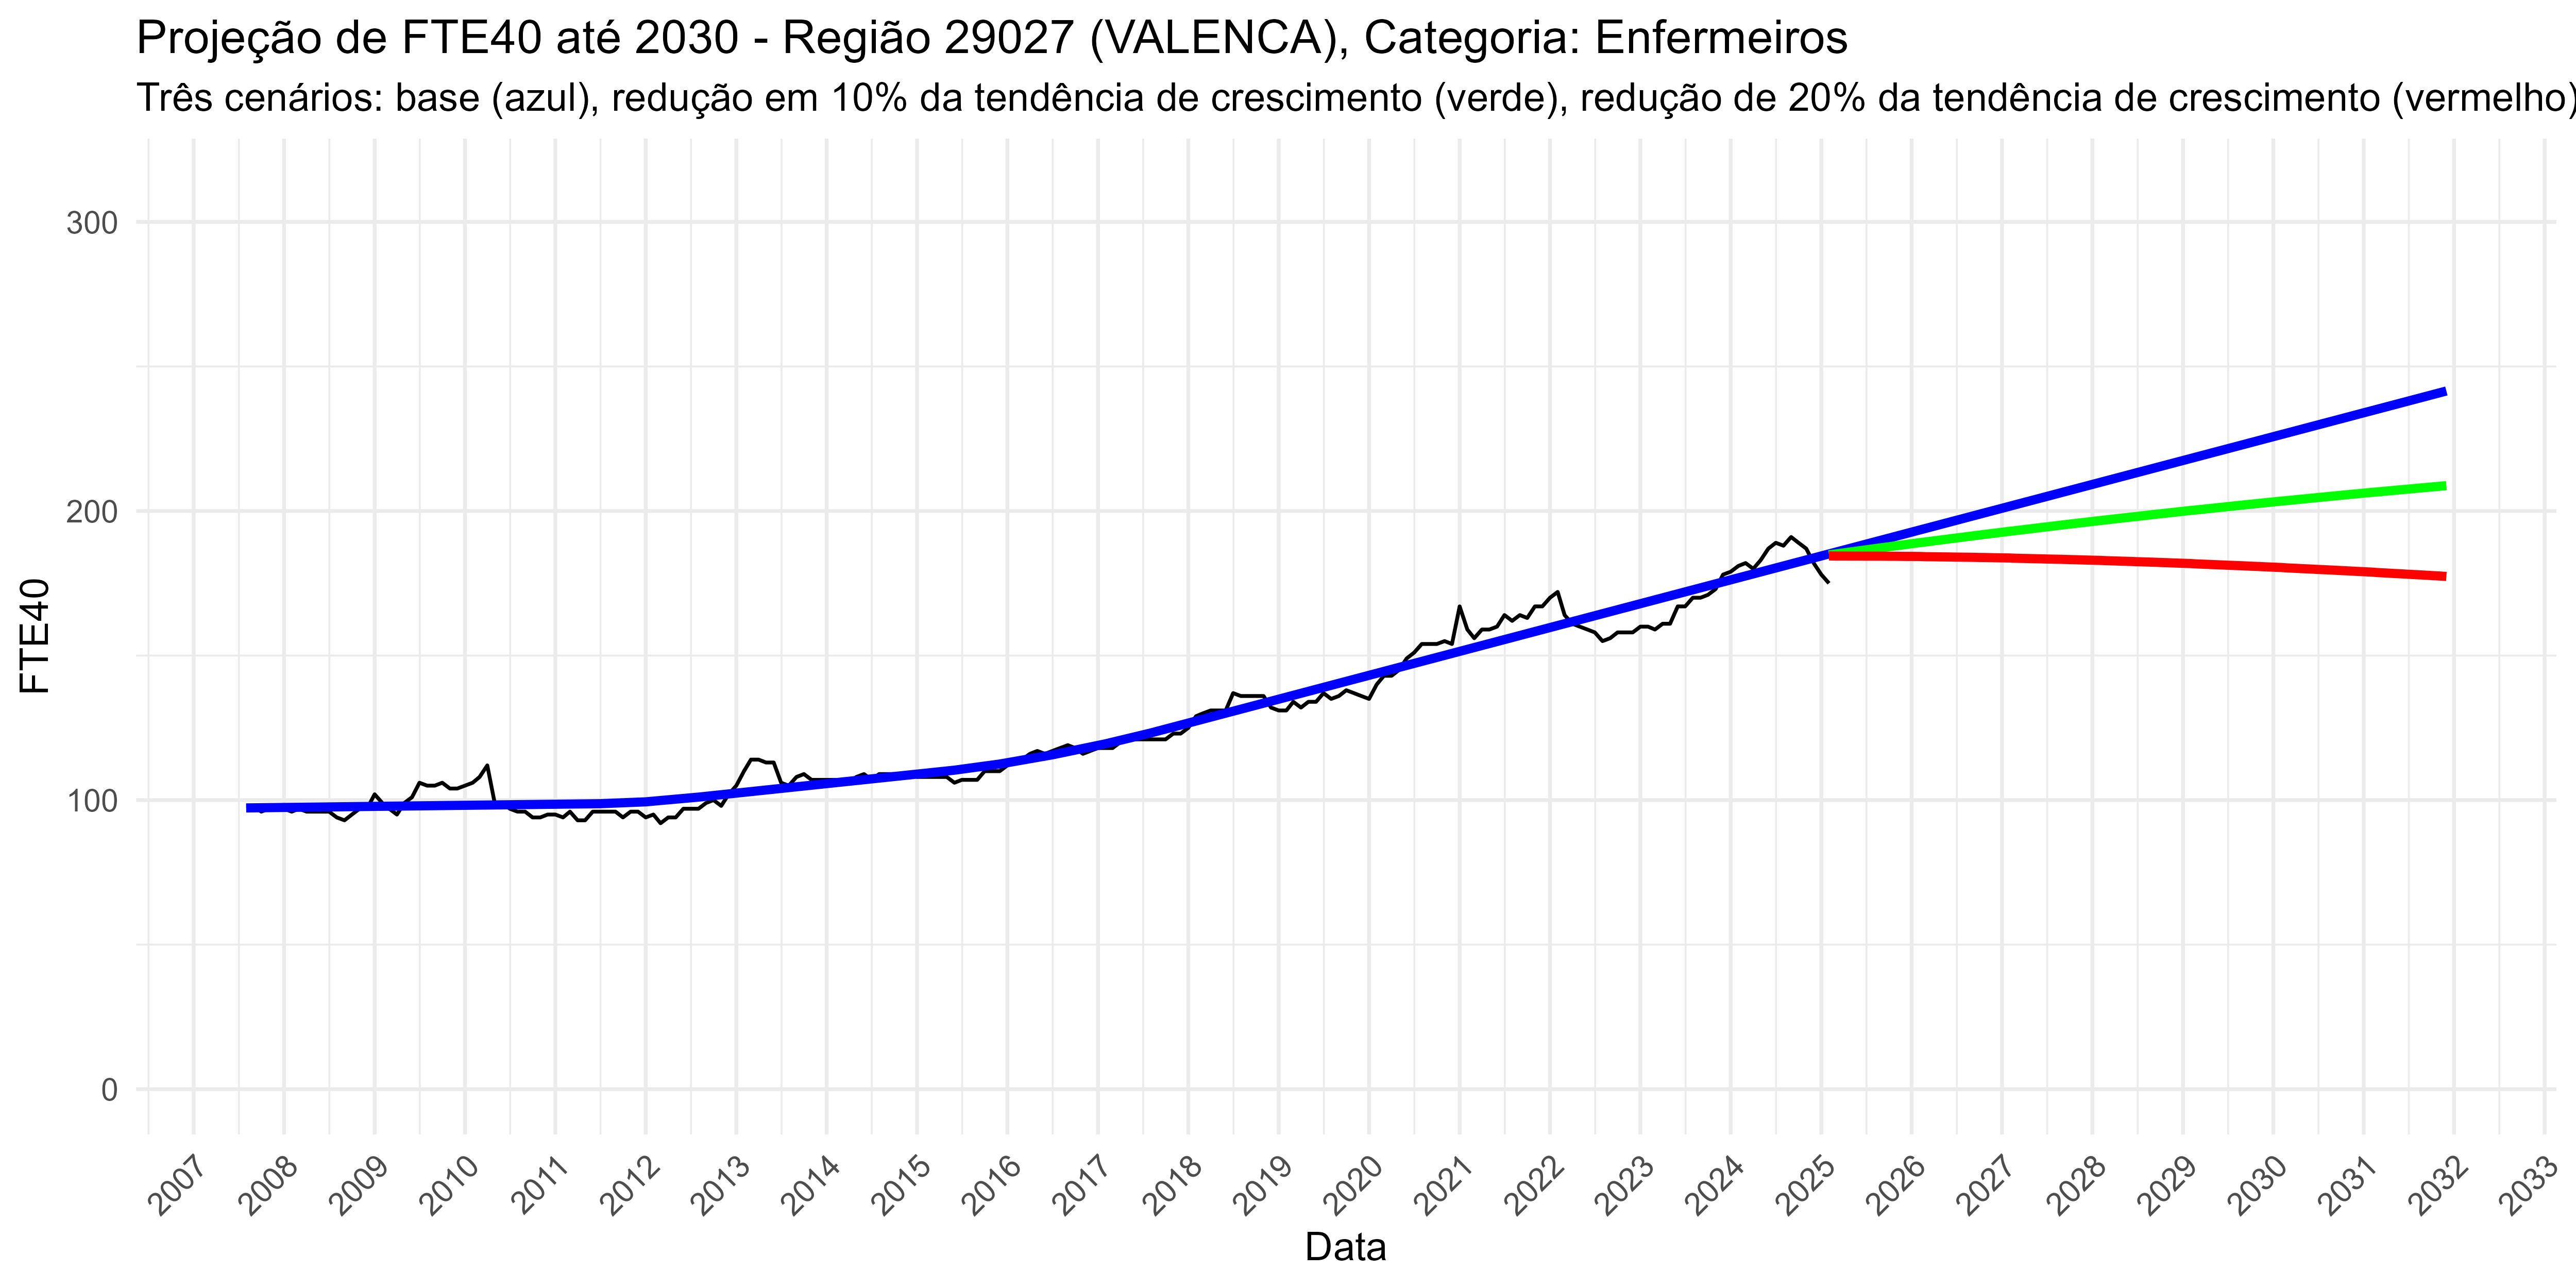 Projeção de FTE40 até 2030 - Região 29027 (VALENCA), Categoria: Enfermeiros
Três cenários: base (azul), redução em 10% da tendência de crescimento (verde), redução de 20% da tendência de crescimento (vermelho)
300
200
100
0
FTE40
2007 2008 2009 2010 2011 2012 2013 2014 2015 2016 2017 2018 2019 2020 2021 2022 2023 2024 2025 2026 2027 2028 2029 2030 2031 2032 2033
Data